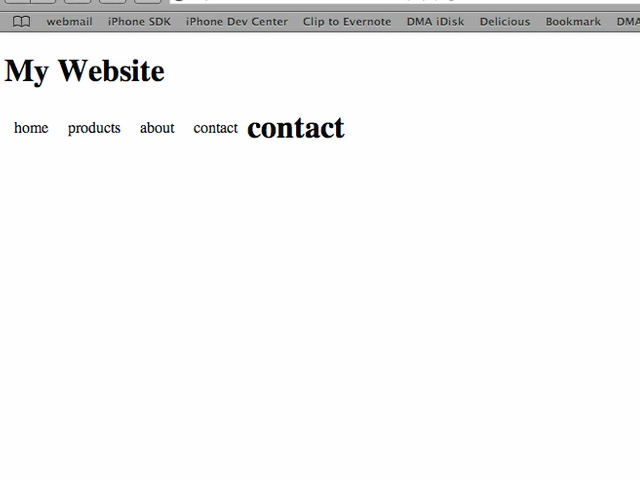 webmail iPhone SDK iPhone Dev Center Clip to Evernote DMA iDisk Delicious Bookmark DMA
My Website
home products about contact contact